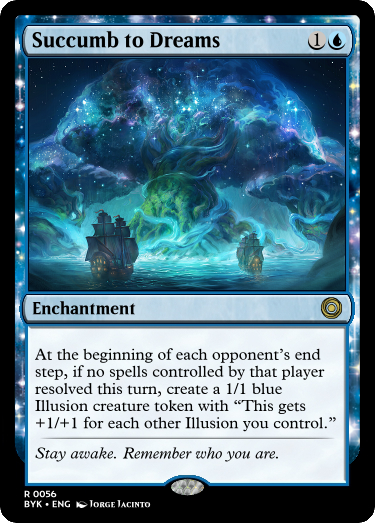 Succumb to Dreams 1
Enchantment
At the beginning of each opponent's end
step, if no spells controlled by that player
resolved this turn, create a 1/1 blue
Illusion creature token with “This gets
+1/+1 for each other Illusion you control.”
Stay awake. Remember who you are.
R 0056
BYK • ENG Jorge Jacinto